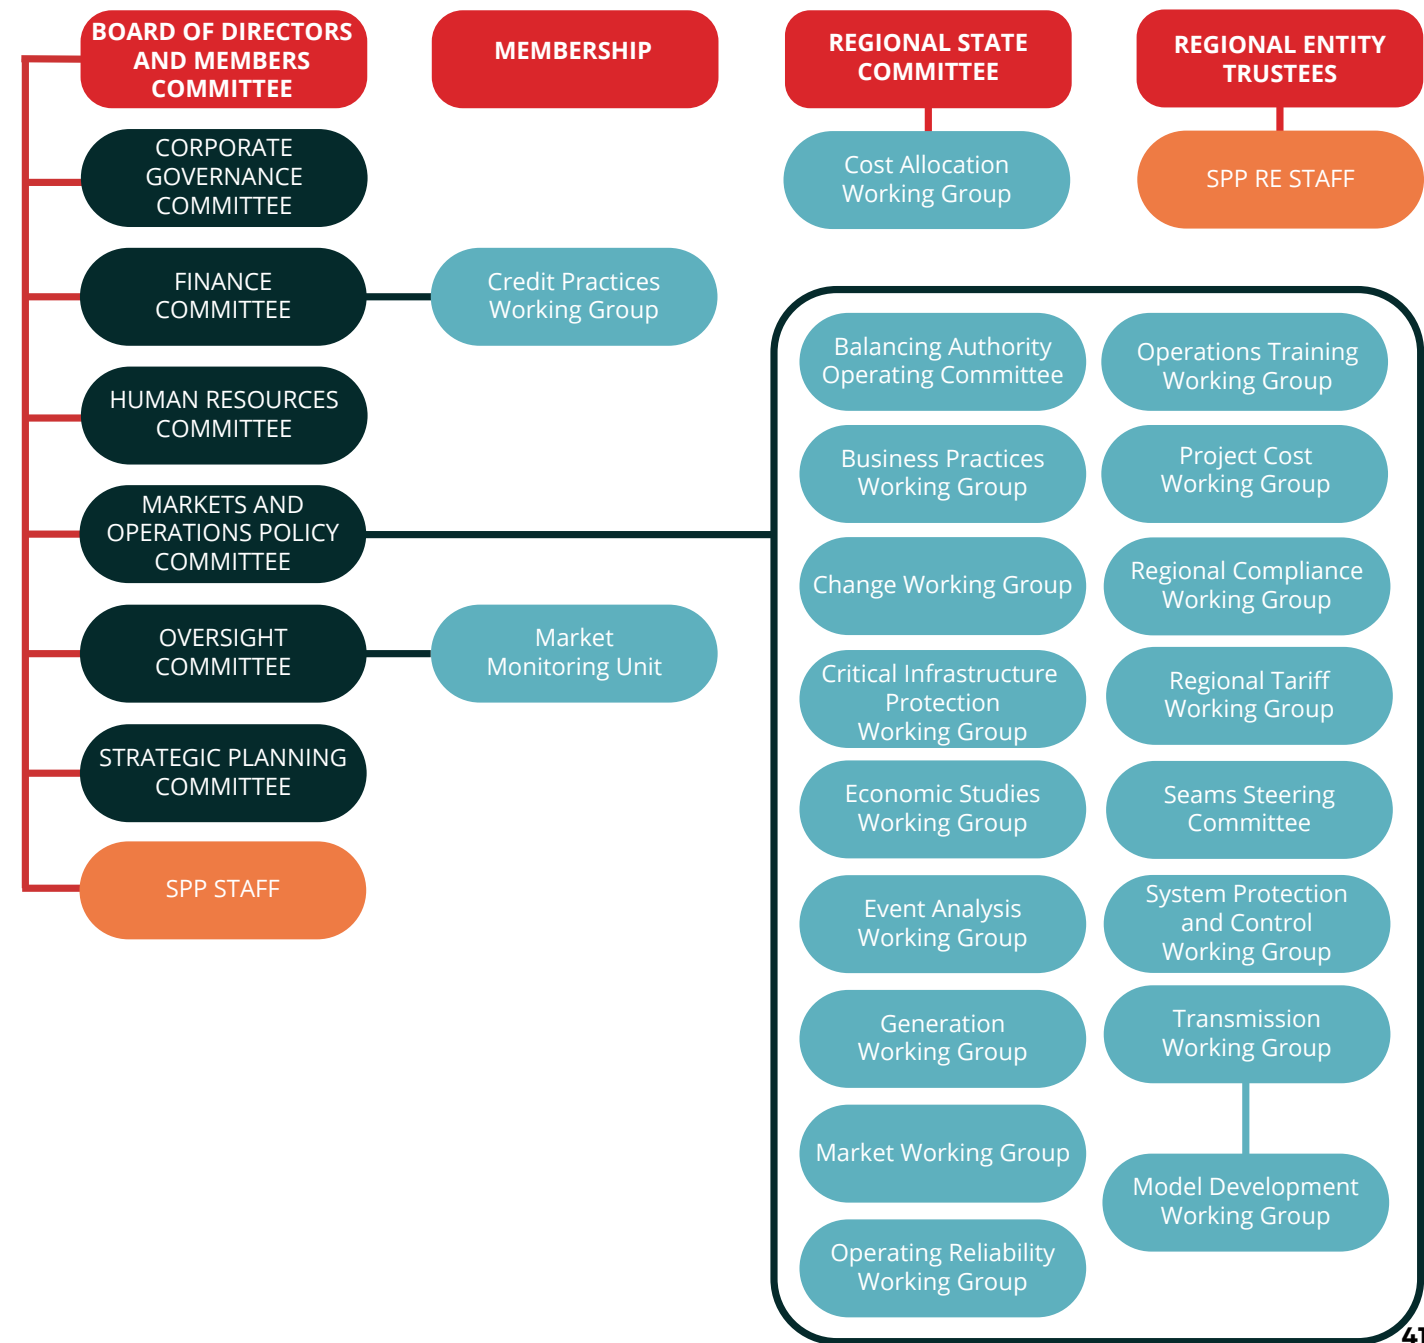 BOARD OF DIRECTORS
AND MEMBERS
COMMITTEE
MEMBERSHIP
REGIONAL STATE
COMMITTEE
REGIONAL ENTITY
TRUSTEES
CORPORATE
GOVERNANCE
COMMITTEE
Cost Allocation
Working Group
SPP RE STAFF
FINANCE
COMMITTEE
Credit Practices
Working Group
HUMAN RESOURCES
COMMITTEE
MARKETS AND
OPERATIONS POLICY
COMMITTEE
OVERSIGHT
COMMITTEE
Market
Monitoring Unit
STRATEGIC PLANNING
COMMITTEE
SPP STAFF
Balancing Authority
Operating Committee
Business Practices
Working Group
Change Working Group
Critical Infrastructure
Protection
Working Group
Economic Studies
Working Group
Event Analysis
Working Group
Generation
Working Group
Market Working Group
Operating Reliability
Working Group
Operations Training
Working Group
Project Cost
Working Group
Regional Compliance
Working Group
Regional Tariff
Working Group
Seams Steering
Committee
System Protection
and Control
Working Group
Transmission
Working Group
Model Development
Working Group
41